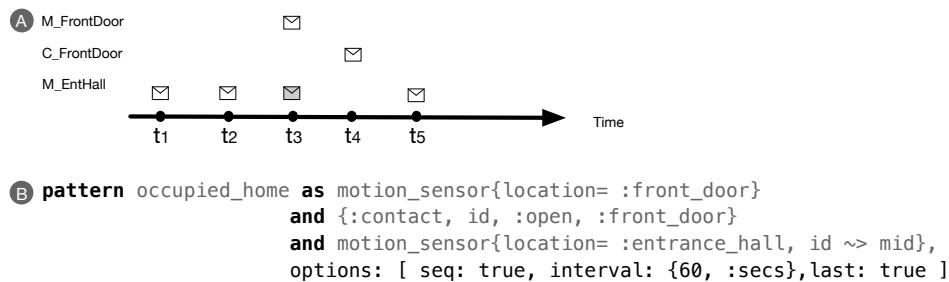 A M_FrontDoor
C_FrontDoor
M_EntHall
Time
t1 t2 t3 t4 t5
B pattern occupied_home as motion_sensor{location= :front_door}
and {:contact, id, :open, :front_door}
and motion_sensor{location= :entrance_hall, id ~> mid},
options: [ seq: true, interval: {60, :secs},last: true ]